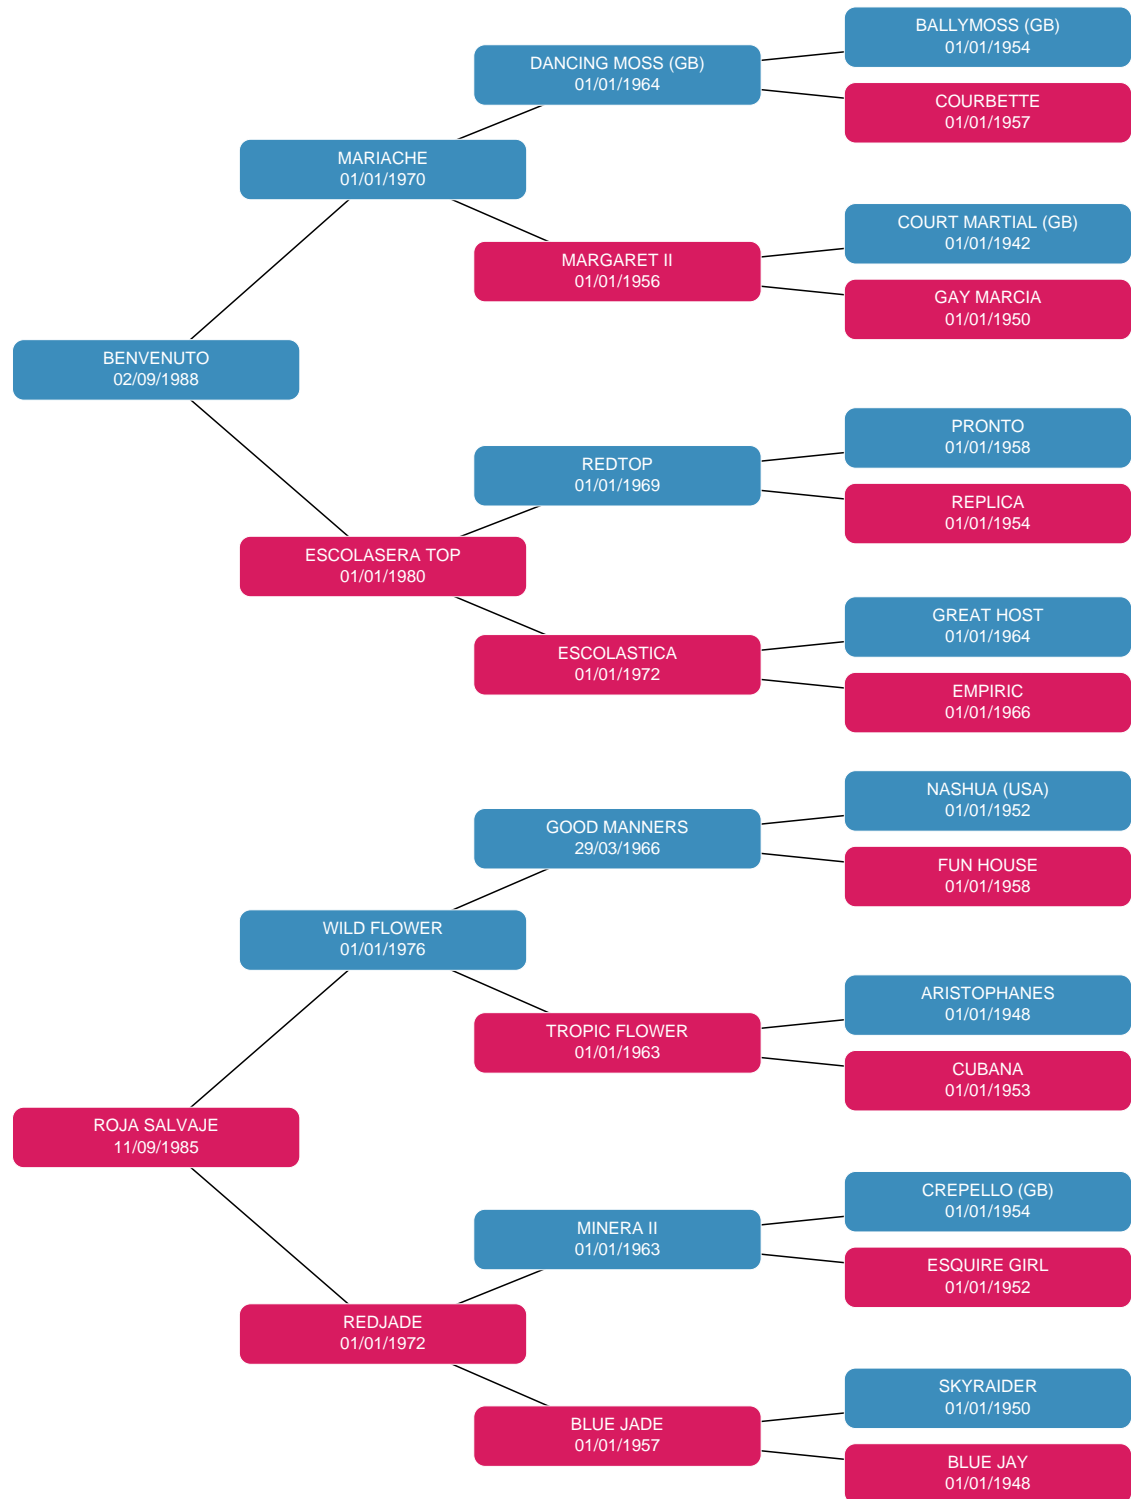 BALLYMOSS (GB)
01/01/1954
DANCING MOSS (GB)
01/01/1964
COURBETTE
01/01/1957
MARIACHE
01/01/1970
COURT MARTIAL (GB)
01/01/1942
MARGARET II
01/01/1956
GAY MARCIA
01/01/1950
BENVENUTO
02/09/1988
PRONTO
01/01/1958
REDTOP
01/01/1969
REPLICA
01/01/1954
ESCOLASERA TOP
01/01/1980
GREAT HOST
01/01/1964
ESCOLASTICA
01/01/1972
EMPIRIC
01/01/1966
NASHUA (USA)
01/01/1952
GOOD MANNERS
29/03/1966
FUN HOUSE
01/01/1958
WILD FLOWER
01/01/1976
ARISTOPHANES
01/01/1948
TROPIC FLOWER
01/01/1963
CUBANA
01/01/1953
ROJA SALVAJE
11/09/1985
CREPELLO (GB)
01/01/1954
MINERA II
01/01/1963
ESQUIRE GIRL
01/01/1952
REDJADE
01/01/1972
SKYRAIDER
01/01/1950
BLUE JADE
01/01/1957
BLUE JAY
01/01/1948